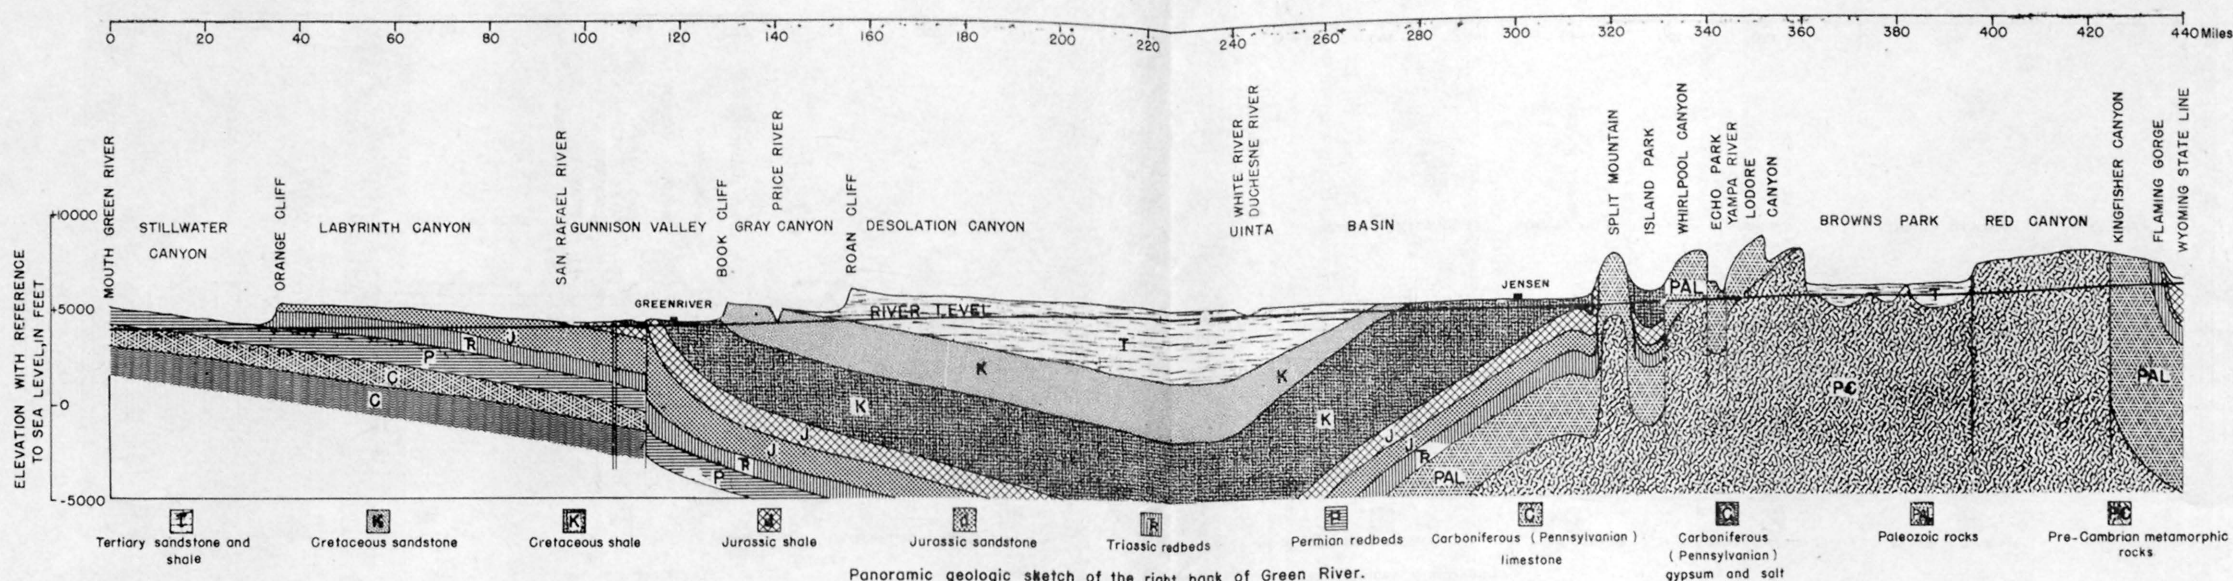 0 20 40 60 80 100 120 140 160 180 200 220 240 260 280 300 320 340 360 380 400 420 440 Miles
MOUTH GREEN RIVER
STILLWATER
CANYON
ORANGE CLIFF
LABYRINTH CANYON
SAN RAFAEL RIVER
GUNNISON VALLEY
BOOK CLIFF
PRICE RIVER
GRAY CANYON
ROAN CLIFF
DESOLATION CANYON
WHITE RIVER
DUCHESNE RIVER
UINTA BASIN
SPLIT MOUNTAIN
ISLAND PARK
WHIRLPOOL CANYON
ECHO PARK
YAMPA RIVER
LODORE
CANYON
BROWNS PARK
RED CANYON
KINGFISHER CANYON
FLAMING GORGE
WYOMING STATE LINE
ELEVATION WITH REFERENCE
TO SEA LEVEL, IN FEET
+10000
+5000
0
-5000
GREENRIVER
RIVER LEVEL
JENSEN
J
R
P
C
C
T
K
K
K
K
J
J
R
P
J
J
R
PAL
PAL
T
PC
PAL
T
K
K
J
J
R
P
C
C
PC
Tertiary sandstone and
shale
Cretaceous sandstone
Cretaceous shale
Jurassic shale
Jurassic sandstone
Triassic redbeds
Permian redbeds
Carboniferous (Pennsylvanian)
limestone
Carboniferous
(Pennsylvanian)
gypsum and salt
Paleozoic rocks
Pre-Cambrian metamorphic
rocks
Panoramic geologic sketch of the right bank of Green River.